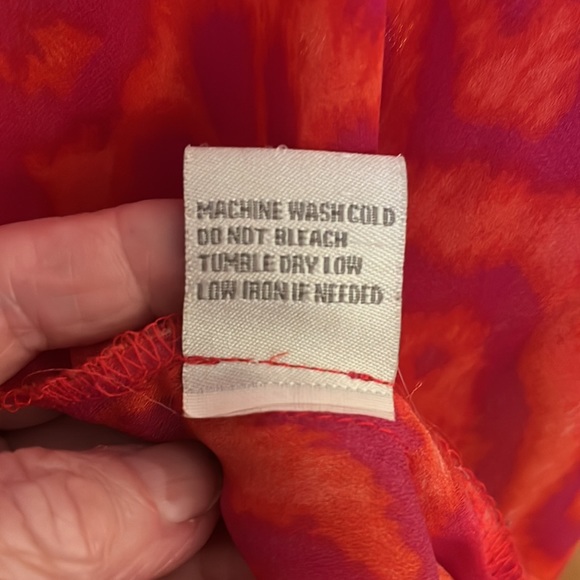 MACHINE WASH COLD
DO NOT BLEACH
TUMBLE DRY LOW
LOW IRON IF NEEDED